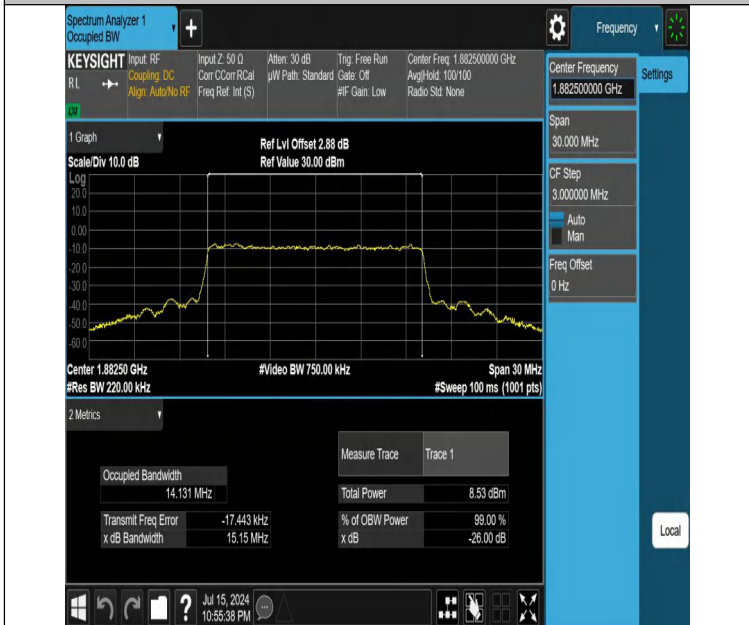 Spectrum Analyzer 1
Occupied BW
Frequency
KEYSIGHT
R L
Input: RF
Coupling: DC
Align: Auto/No RF
Input Z: 50 Ω
Corr CCorr RCal
Freq Ref: Int (S)
Atten: 30 dB
µW Path: Standard
Trig: Free Run
Gate: Off
#IF Gain: Low
Center Freq: 1.882500000 GHz
Avg|Hold: 100/100
Radio Std: None
LXI
Center Frequency
1.882500000 GHz
Settings
Span
30.000 MHz
CF Step
3.000000 MHz
Auto
Man
Freq Offset
0 Hz
1 Graph
Scale/Div 10.0 dB
Ref Lvl Offset 2.88 dB
Ref Value 30.00 dBm
Log
20.0
10.0
0.00
-10.0
-20.0
-30.0
-40.0
-50.0
-60.0
Center 1.88250 GHz
#Video BW 750.00 kHz
Span 30 MHz
#Res BW 220.00 kHz
#Sweep 100 ms (1001 pts)
2 Metrics
Measure Trace
Trace 1
Occupied Bandwidth
14.131 MHz
Total Power
8.53 dBm
Transmit Freq Error
-17.443 kHz
% of OBW Power
99.00 %
x dB Bandwidth
15.15 MHz
x dB
-26.00 dB
Local
?
Jul 15, 2024
10:55:38 PM